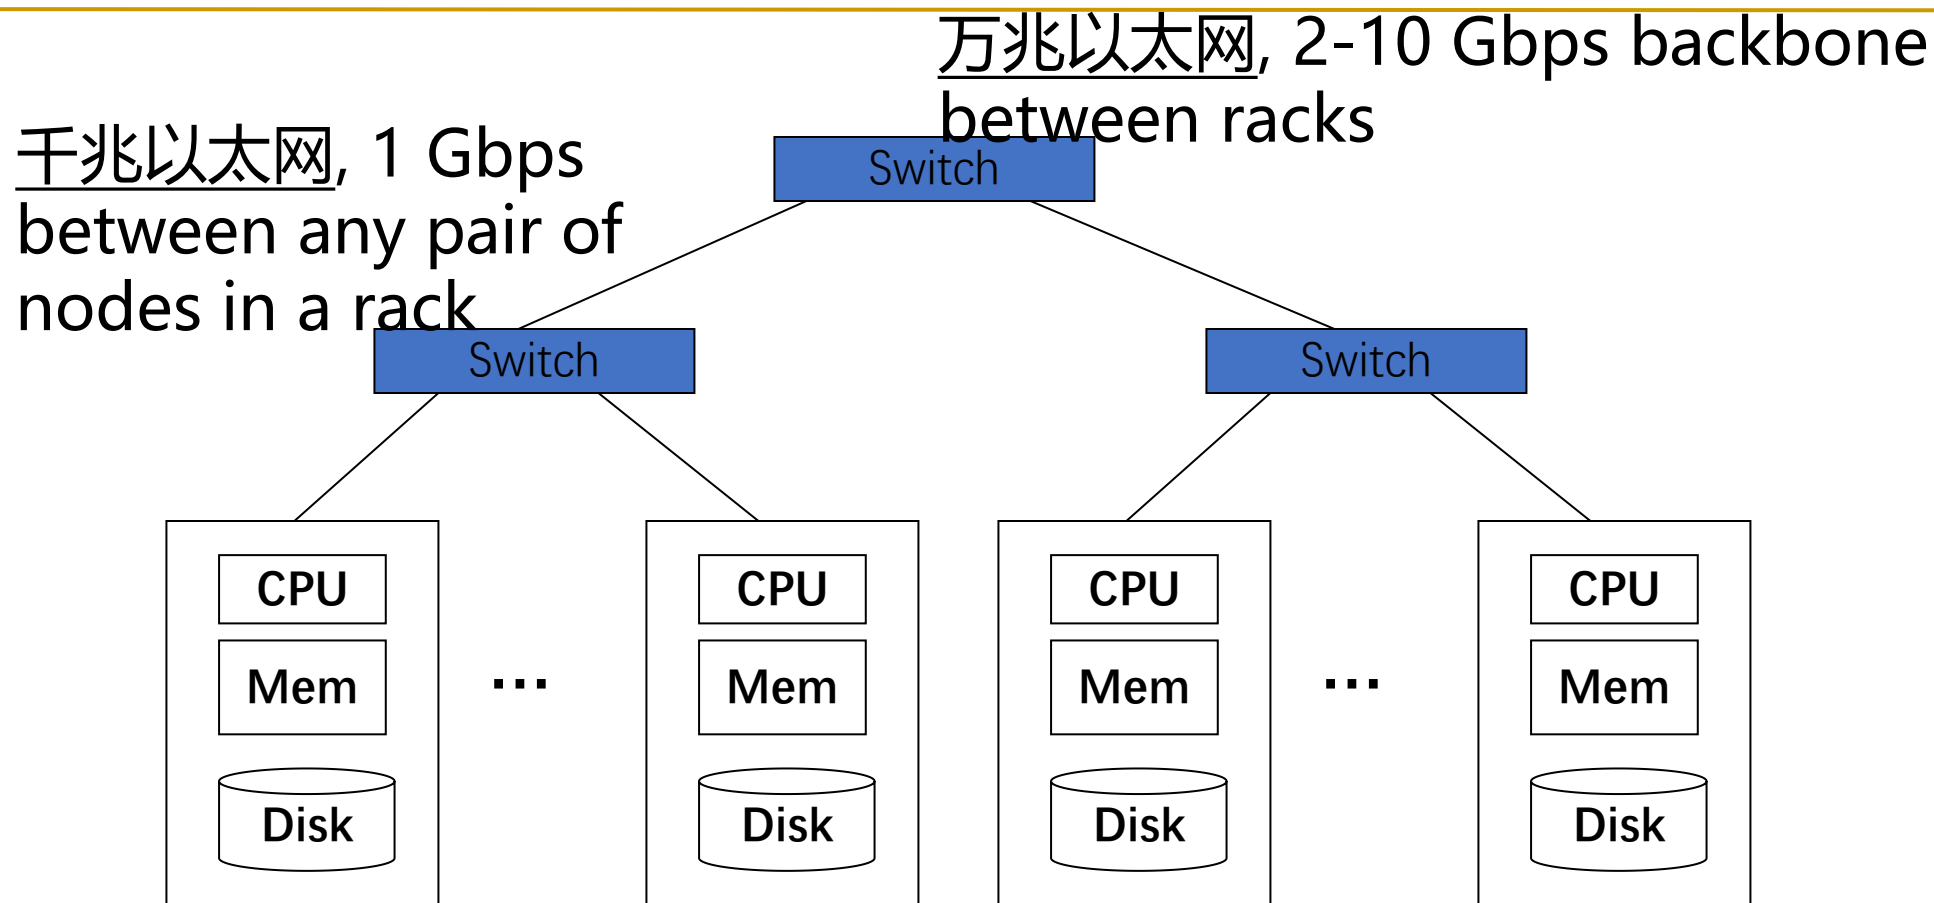 万兆以太网, 2-10 Gbps backbone
between racks
千兆以太网, 1 Gbps
between any pair of
nodes in a rack
Switch
Switch
Switch
CPU
CPU
CPU
CPU
Mem
...
Mem
Mem
...
Mem
Disk
Disk
Disk
Disk